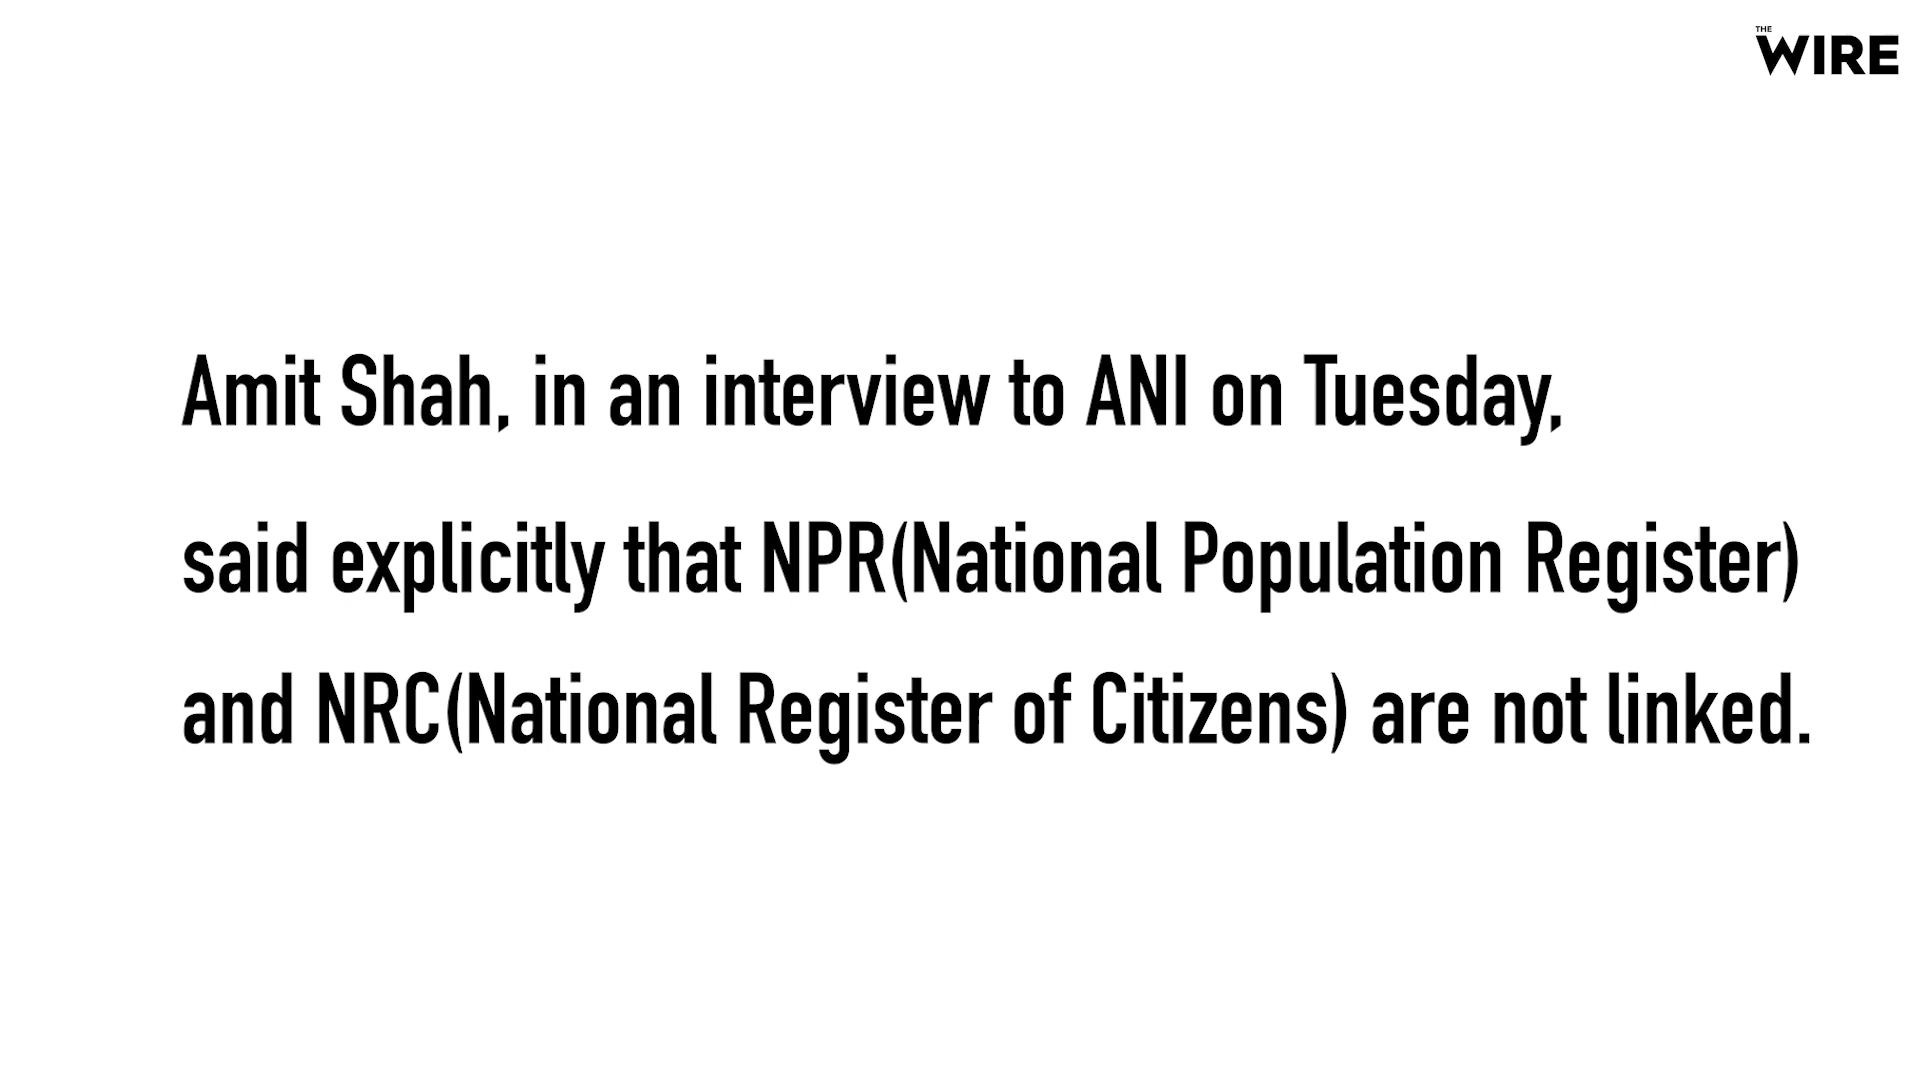 THE
WIRE
Amit Shah, in an interview to ANI on Tuesday,
said explicitly that NPR(National Population Register)
and NRC(National Register of Citizens) are not linked.